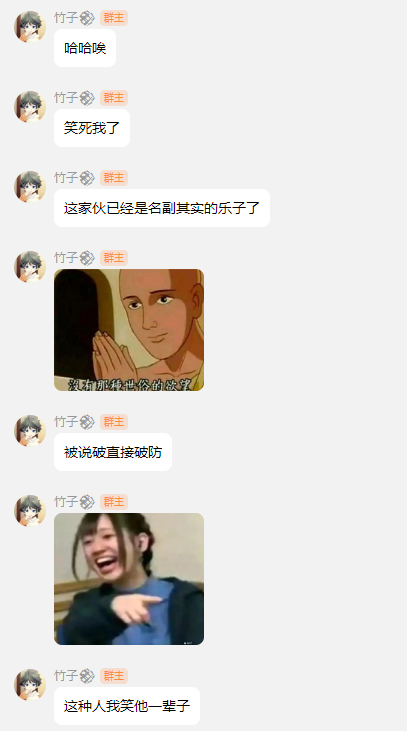 竹子 群主
哈哈唉
竹子 群主
笑死我了
竹子 群主
这家伙已经是名副其实的乐子了
竹子 群主
沒有那種世俗的欲望
竹子 群主
被说破直接破防
竹子 群主
竹子 群主
这种人我笑他一辈子